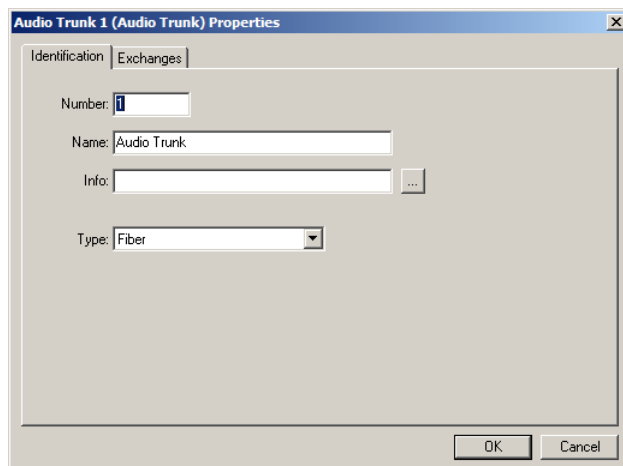 Audio Trunk 1 (Audio Trunk) Properties
Identification Exchanges
Number: 1
Name: Audio Trunk
Info: ...
Type: Fiber
OK Cancel